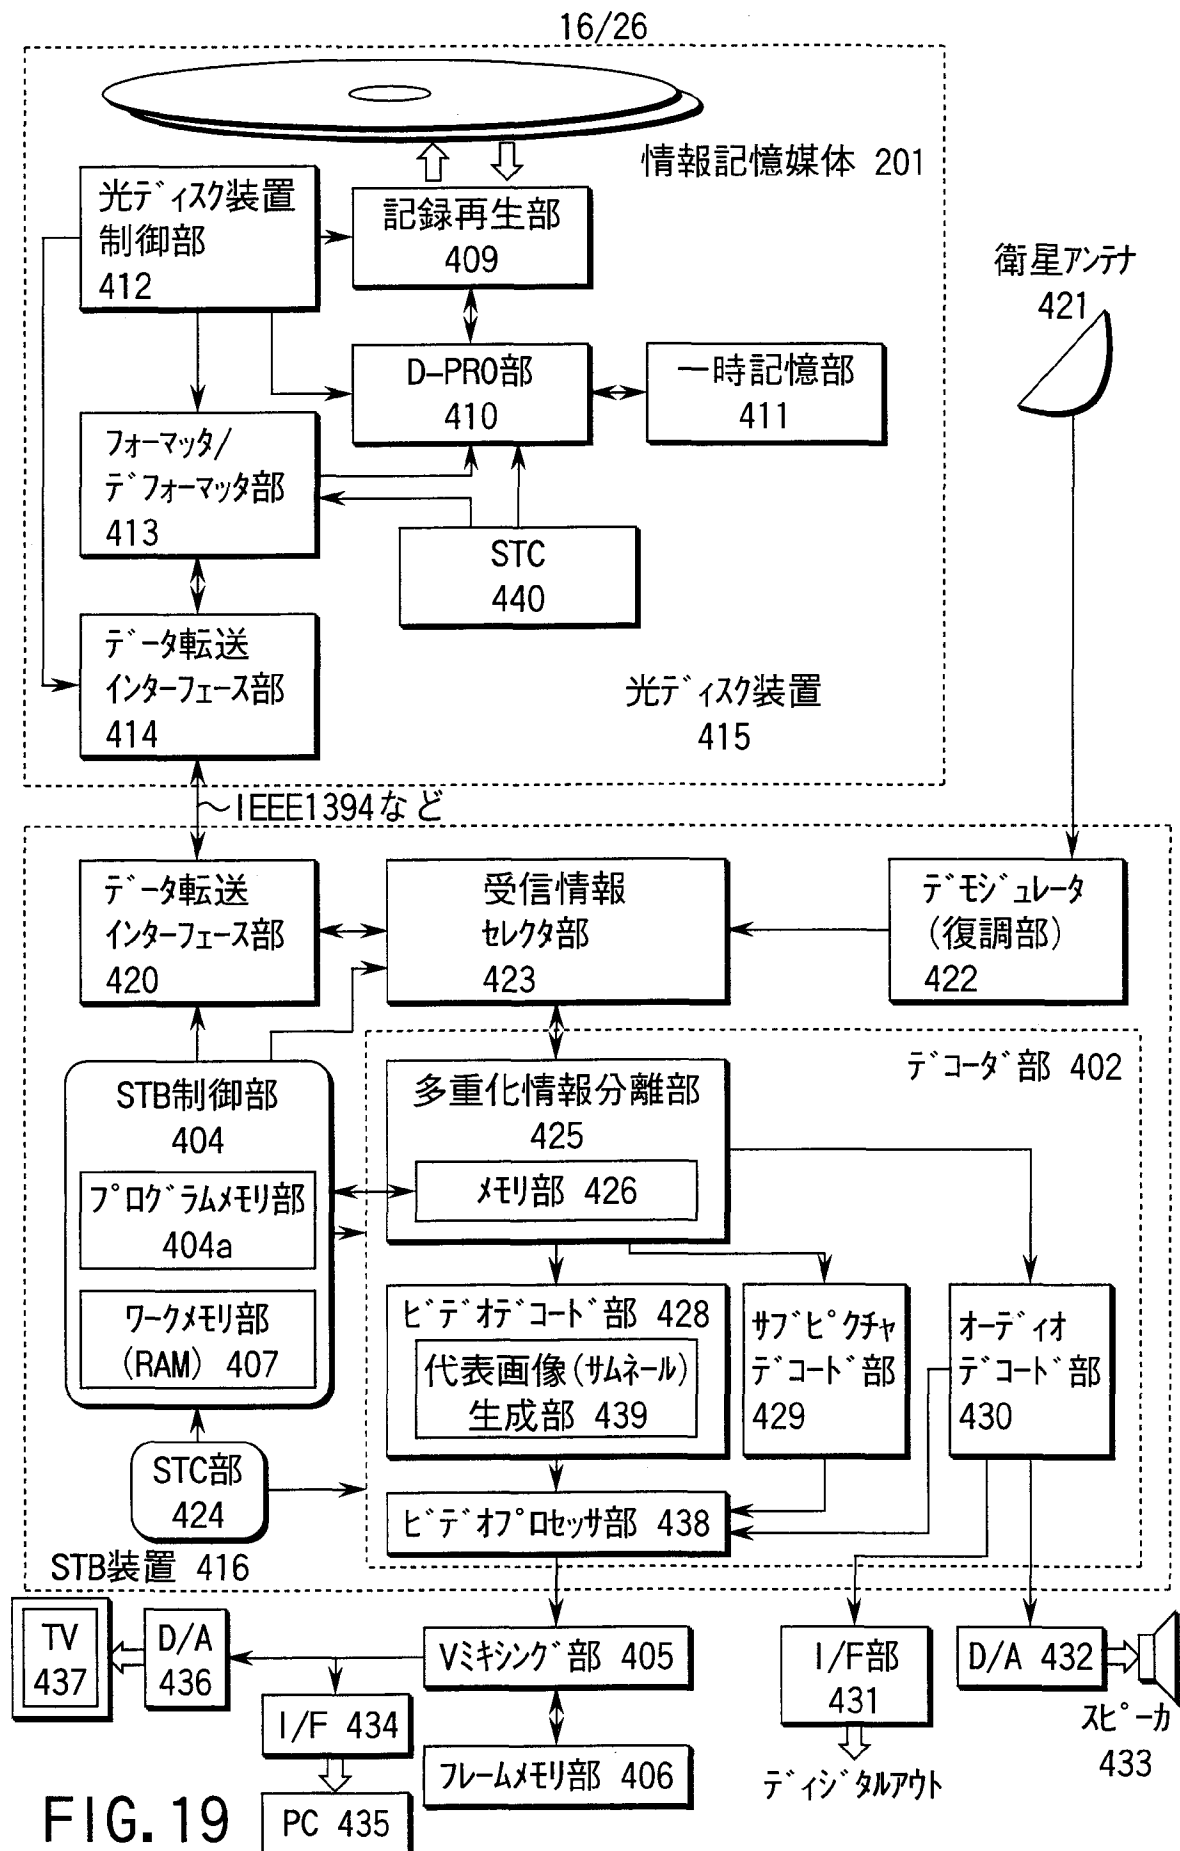 16/26
情報記憶媒体 201
光ディスク装置
制御部
412
記録再生部
409
衛星アンテナ
421
D-PRO部
410
一時記憶部
411
フォーマッタ/
デフォーマッタ部
413
STC
440
データ転送
インターフェース部
414
光ディスク装置
415
IEEE1394など
データ転送
インターフェース部
420
受信情報
セレクタ部
423
デモジュレータ
(復調部)
422
デコーダ部 402
STB制御部
404
プログラムメモリ部
404a
ワークメモリ部
(RAM) 407
多重化情報分離部
425
メモリ部 426
ビデオデコード部 428
代表画像(サムネール)
生成部 439
サブピクチャ
デコード部
429
オーディオ
デコード部
430
STC部
424
ビデオプロセッサ部 438
STB装置 416
TV
437
D/A
436
Vミキシング部 405
I/F部
431
D/A 432
スピーカ
433
I/F 434
フレームメモリ部 406
ディジタルアウト
PC 435
FIG.19